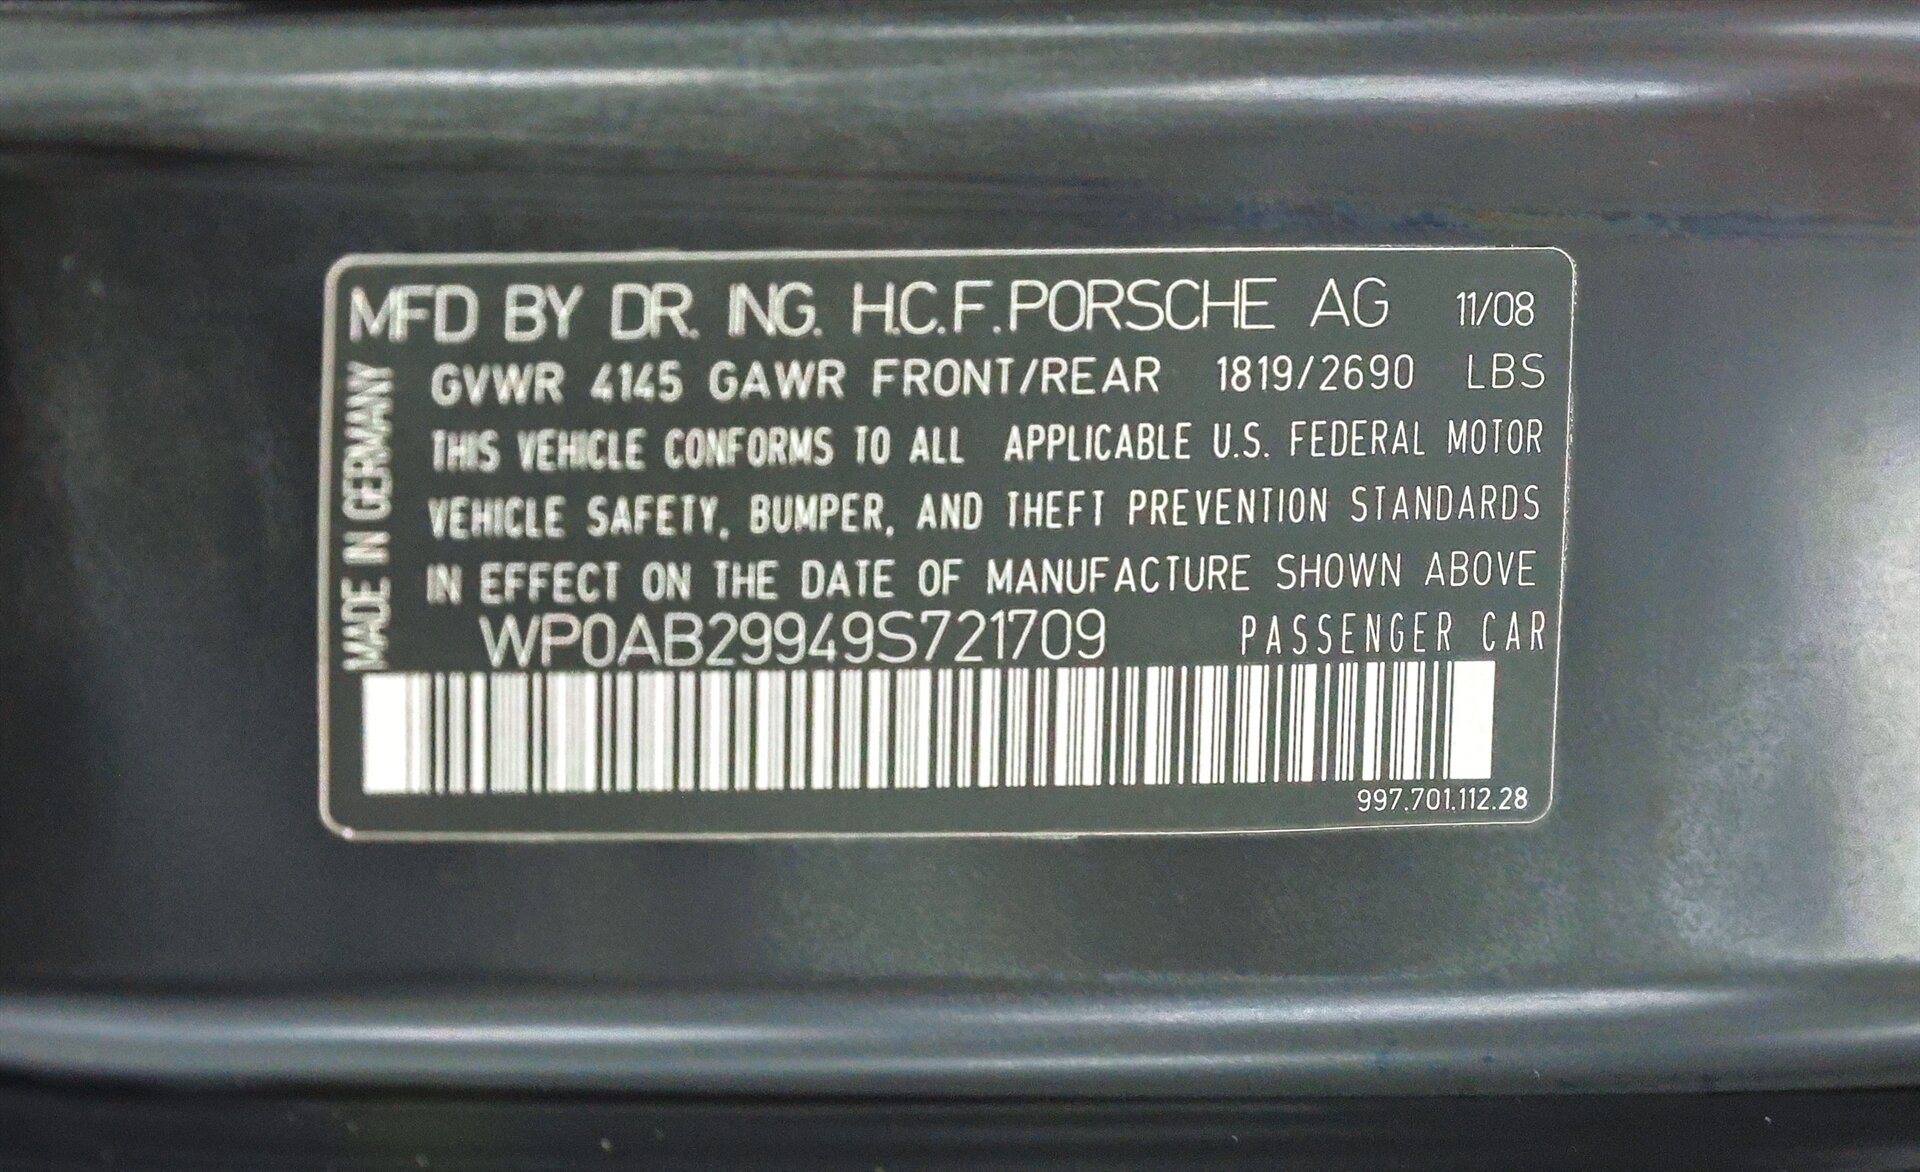 MFD BY DR. ING. H.C.F. PORSCHE AG 11/08
GVWR 4145 GAWR FRONT/REAR 1819/2690 LBS
THIS VEHICLE CONFORMS TO ALL APPLICABLE U.S. FEDERAL MOTOR
VEHICLE SAFETY, BUMPER, AND THEFT PREVENTION STANDARDS
IN EFFECT ON THE DATE OF MANUFACTURE SHOWN ABOVE
WP0AB29949S721709 PASSENGER CAR
997.701.112.28
MADE IN GERMANY